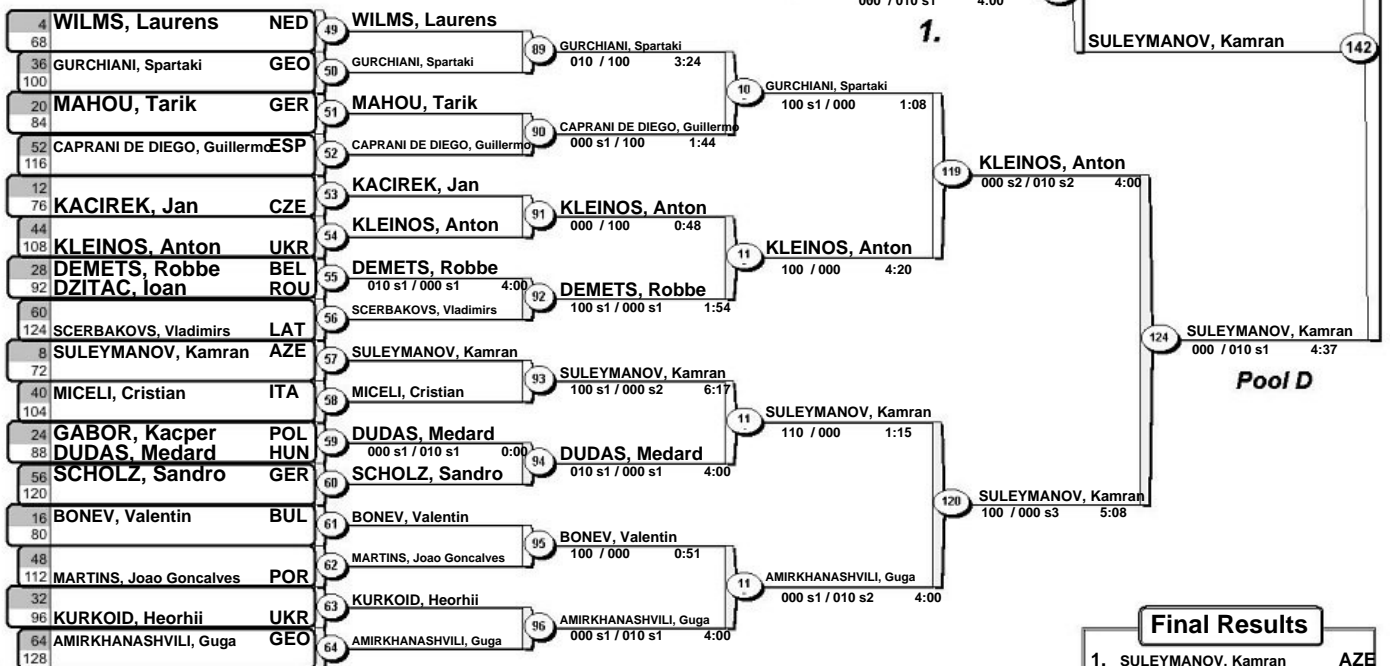 000 / 010 s1 4:00
1.
SULEYMANOV, Kamran
142
4 WILMS, Laurens NED
68
49 WILMS, Laurens
36 GURCHIANI, Spartaki GEO
100
50 GURCHIANI, Spartaki
89 GURCHIANI, Spartaki
010 / 100 3:24
20 MAHOU, Tarik GER
84
51 MAHOU, Tarik
52 CAPRANI DE DIEGO, Guillermo ESP
116
52 CAPRANI DE DIEGO, Guillermo
90 CAPRANI DE DIEGO, Guillermo
000 s1 / 100 1:44
10 GURCHIANI, Spartaki
100 s1 / 000 1:08
12
76 KACIREK, Jan CZE
53 KACIREK, Jan
44
108 KLEINOS, Anton UKR
54 KLEINOS, Anton
91 KLEINOS, Anton
000 / 100 0:48
28 DEMETS, Robbe BEL
92 DZITAC, Ioan ROU
55 DEMETS, Robbe
010 s1 / 000 s1 4:00
60
124 SCERBAKOVS, Vladimirs LAT
56 SCERBAKOVS, Vladimirs
92 DEMETS, Robbe
100 s1 / 000 s1 1:54
11 KLEINOS, Anton
100 / 000 4:20
119 KLEINOS, Anton
000 s2 / 010 s2 4:00
8 SULEYMANOV, Kamran AZE
72
57 SULEYMANOV, Kamran
40 MICELI, Cristian ITA
104
58 MICELI, Cristian
93 SULEYMANOV, Kamran
100 s1 / 000 s2 6:17
24 GABOR, Kacper POL
88 DUDAS, Medard HUN
59 DUDAS, Medard
000 s1 / 010 s1 0:00
56 SCHOLZ, Sandro GER
120
60 SCHOLZ, Sandro
94 DUDAS, Medard
010 s1 / 000 s1 4:00
11 SULEYMANOV, Kamran
110 / 000 1:15
16 BONEV, Valentin BUL
80
61 BONEV, Valentin
48
112 MARTINS, Joao Goncalves POR
62 MARTINS, Joao Goncalves
95 BONEV, Valentin
100 / 000 0:51
32
96 KURKOID, Heorhii UKR
63 KURKOID, Heorhii
64 AMIRKHANASHVILI, Guga GEO
128
64 AMIRKHANASHVILI, Guga
96 AMIRKHANASHVILI, Guga
000 s1 / 010 s1 4:00
11 AMIRKHANASHVILI, Guga
000 s1 / 010 s2 4:00
120 SULEYMANOV, Kamran
100 / 000 s3 5:08
124 SULEYMANOV, Kamran
000 / 010 s1 4:37
Pool D
Final Results
1. SULEYMANOV, Kamran AZE